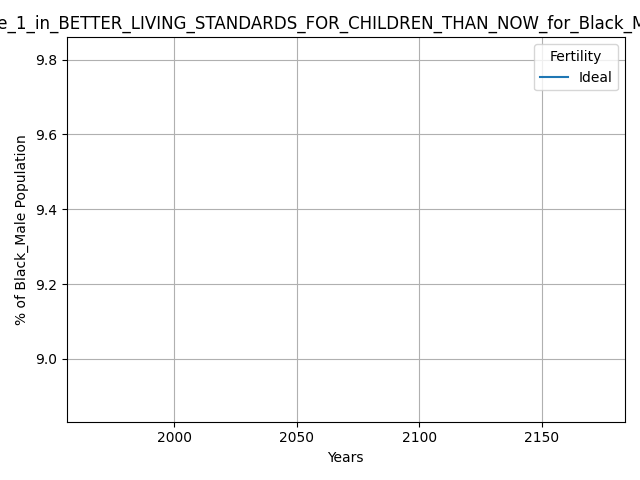 e_1_in_BETTER_LIVING_STANDARDS_FOR_CHILDREN_THAN_NOW_for_Black_M
Fertility
Ideal
9.8
9.6
9.4
9.2
9.0
% of Black_Male Population
2000 2050 2100 2150
Years